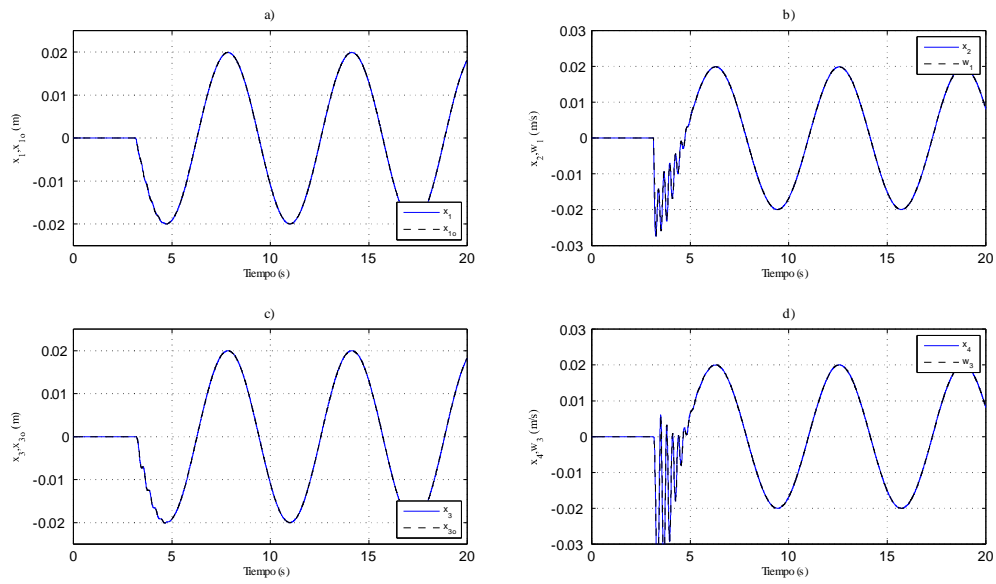 a)
x1,x1o (m)
0.02
0.01
0
-0.01
-0.02
x1
x1o
0 5 10 15 20
Tiempo (s)
b)
x2,w1 (m/s)
0.03
0.02
0.01
0
-0.01
-0.02
-0.03
x2
w1
0 5 10 15 20
Tiempo (s)
c)
x3,x3o (m)
0.02
0.01
0
-0.01
-0.02
x3
x3o
0 5 10 15 20
Tiempo (s)
d)
x4,w3 (m/s)
0.03
0.02
0.01
0
-0.01
-0.02
-0.03
x4
w3
0 5 10 15 20
Tiempo (s)